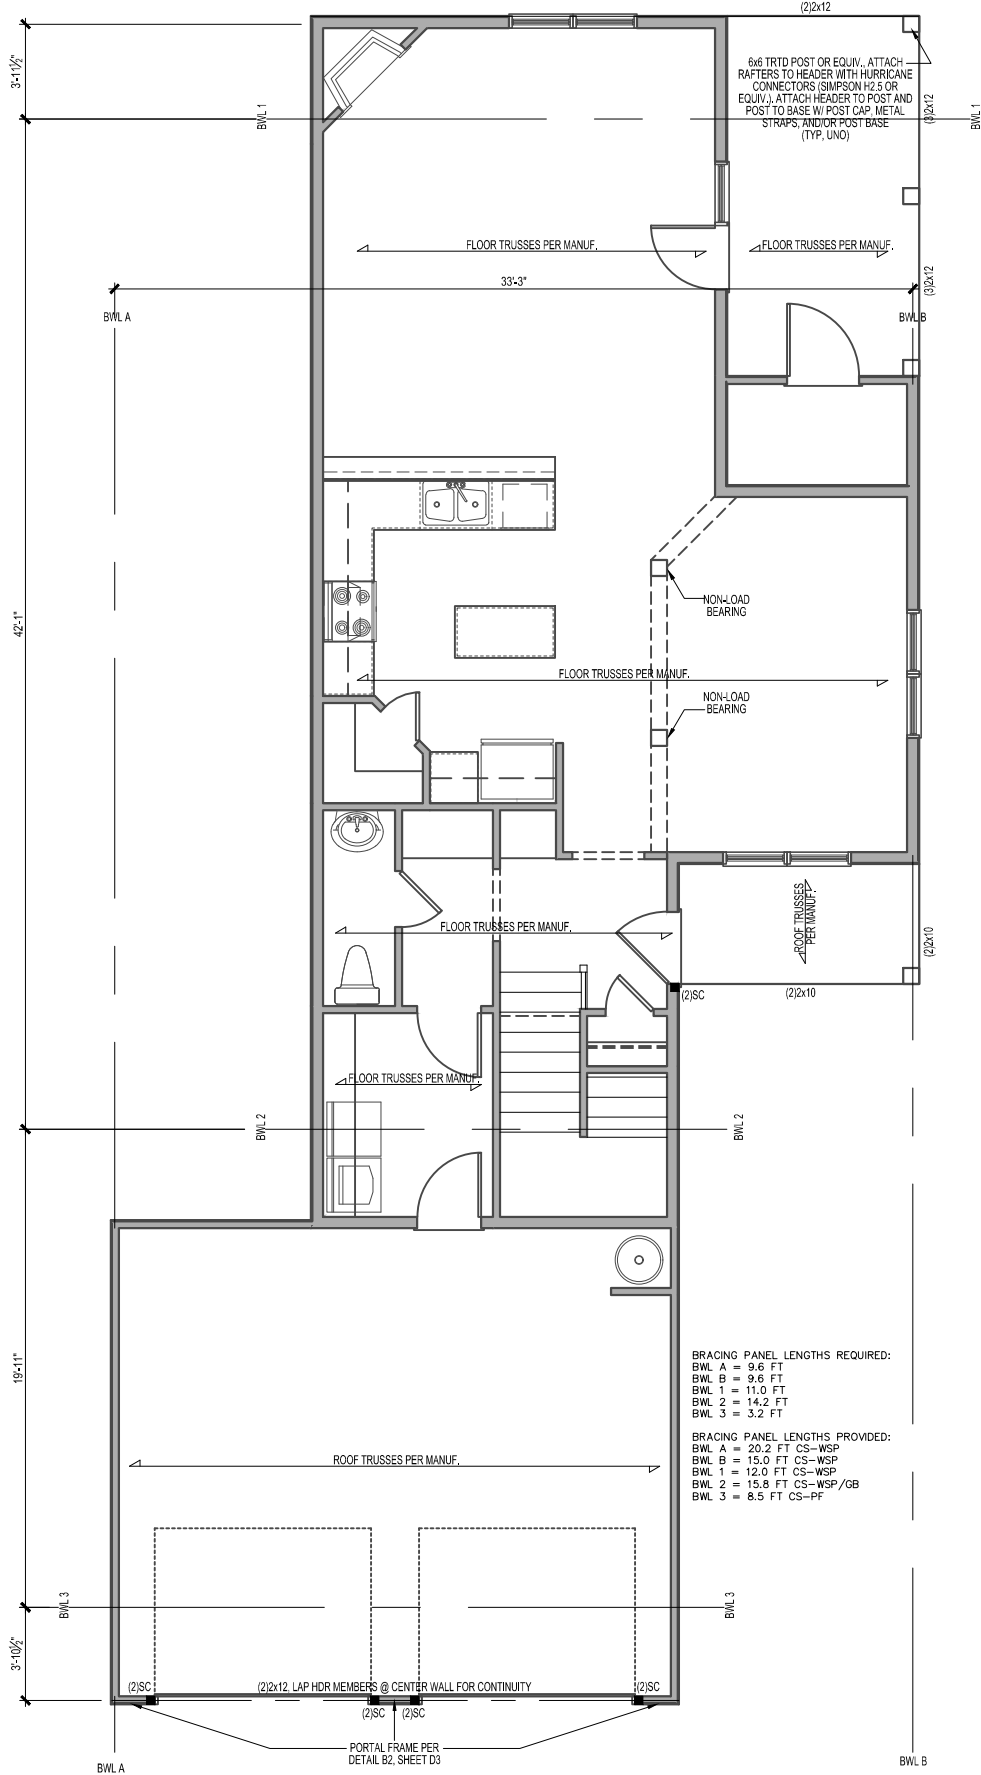 (2)2x12
3'-11½"
6x6 TRTD POST OR EQUIV., ATTACH
RAFTERS TO HEADER WITH HURRICANE
CONNECTORS (SIMPSON H2.5 OR
EQUIV.). ATTACH HEADER TO POST AND
POST TO BASE W/ POST CAP, METAL
STRAPS, AND/OR POST BASE
(TYP, UNO)
(3)2x12
BWL 1
BWL 1
FLOOR TRUSSES PER MANUF.
FLOOR TRUSSES PER MANUF.
(3)2x12
33'-3"
BWL A
BWL B
NON-LOAD
BEARING
42'-1"
FLOOR TRUSSES PER MANUF.
NON-LOAD
BEARING
FLOOR TRUSSES PER MANUF.
ROOF TRUSSES
PER MANUF.
(2)2x10
(2)SC
(2)2x10
FLOOR TRUSSES PER MANUF.
BWL 2
BWL 2
19'-11"
BRACING PANEL LENGTHS REQUIRED:
BWL A = 9.6 FT
BWL B = 9.6 FT
BWL 1 = 11.0 FT
BWL 2 = 14.2 FT
BWL 3 = 3.2 FT
BRACING PANEL LENGTHS PROVIDED:
BWL A = 20.2 FT CS-WSP
BWL B = 15.0 FT CS-WSP
BWL 1 = 12.0 FT CS-WSP
BWL 2 = 15.8 FT CS-WSP/GB
BWL 3 = 8.5 FT CS-PF
ROOF TRUSSES PER MANUF.
BWL 3
BWL 3
3'-10½"
(2)SC
(2)2x12, LAP HDR MEMBERS @ CENTER WALL FOR CONTINUITY
(2)SC
(2)SC
(2)SC
PORTAL FRAME PER
DETAIL B2, SHEET D3
BWL A
BWL B